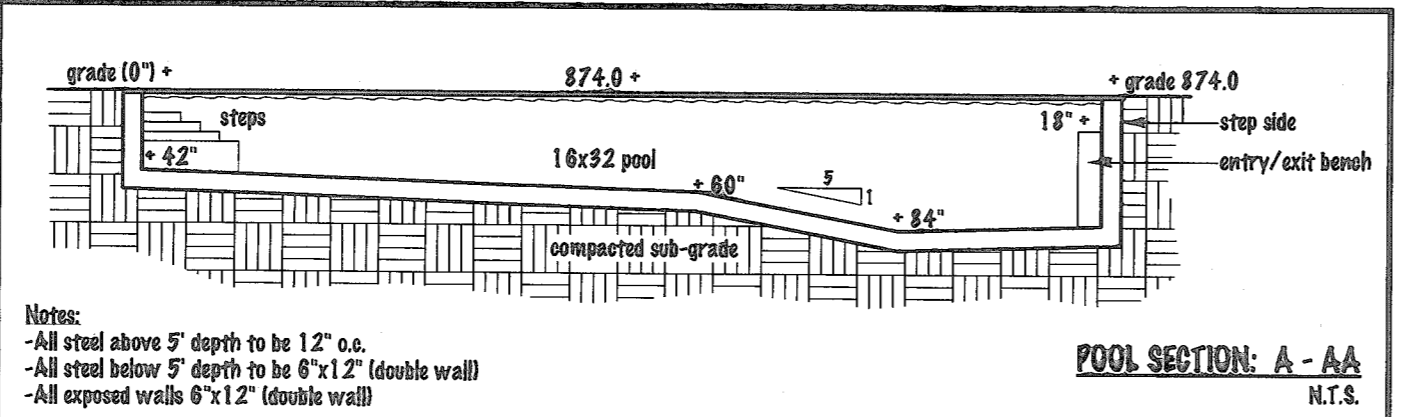 grade (0") +
874.0 +
+ grade 874.0
steps
18" +
step side
+ 42"
16x32 pool
entry/exit bench
+ 60"
5
1
+ 84"
compacted sub-grade
Notes:
-All steel above 5' depth to be 12" o.c.
-All steel below 5' depth to be 6"x12" (double wall)
-All exposed walls 6"x12" (double wall)
POOL SECTION: A - AA
N.T.S.